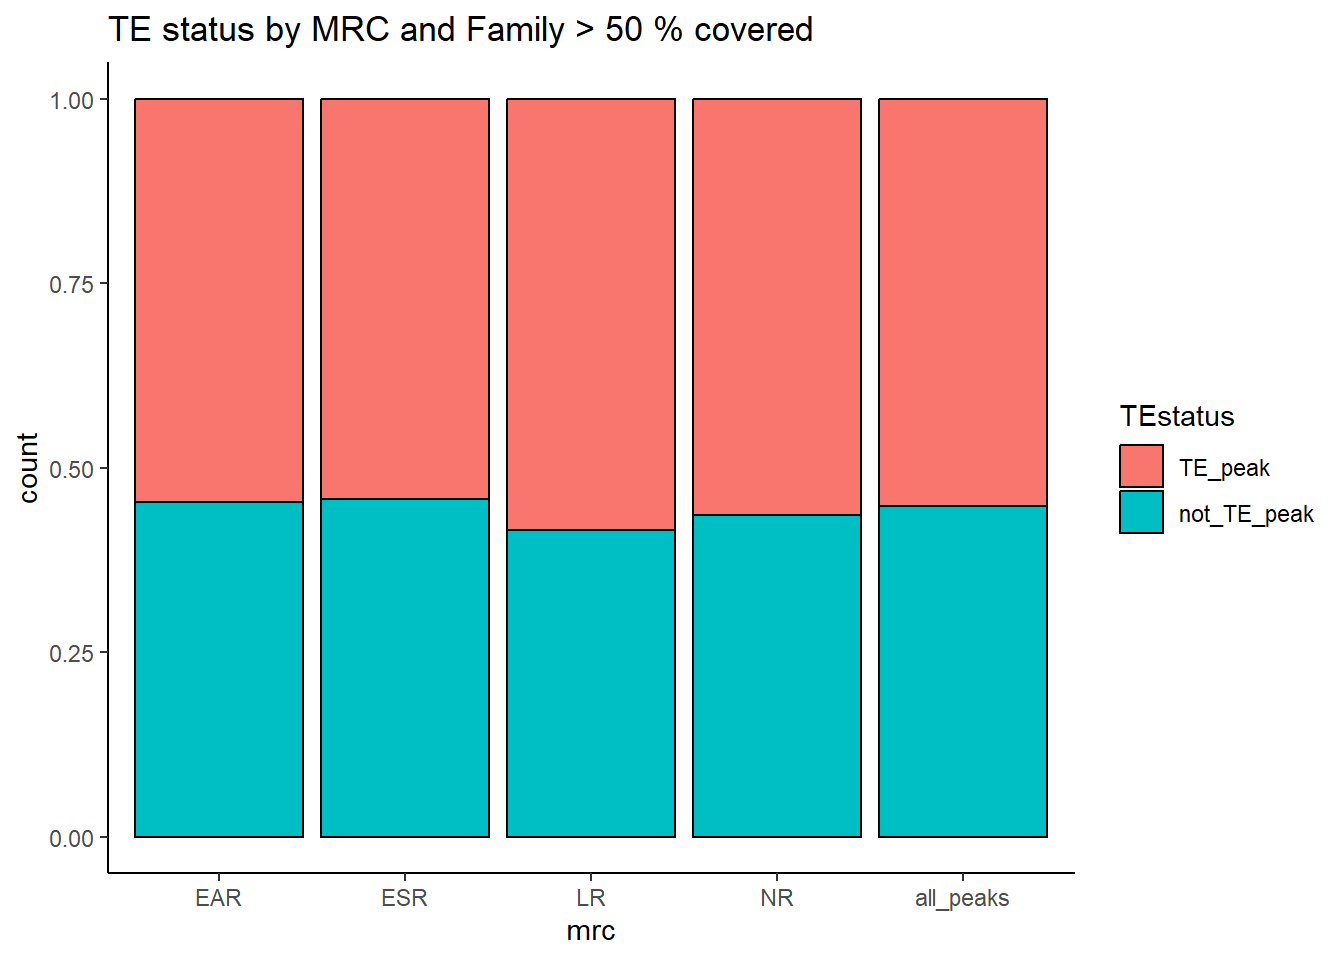 TE status by MRC and Family > 50 % covered
1.00
0.75
0.50
0.25
0.00
count
EAR
ESR
LR
NR
all_peaks
mrc
TEstatus
TE_peak
not_TE_peak